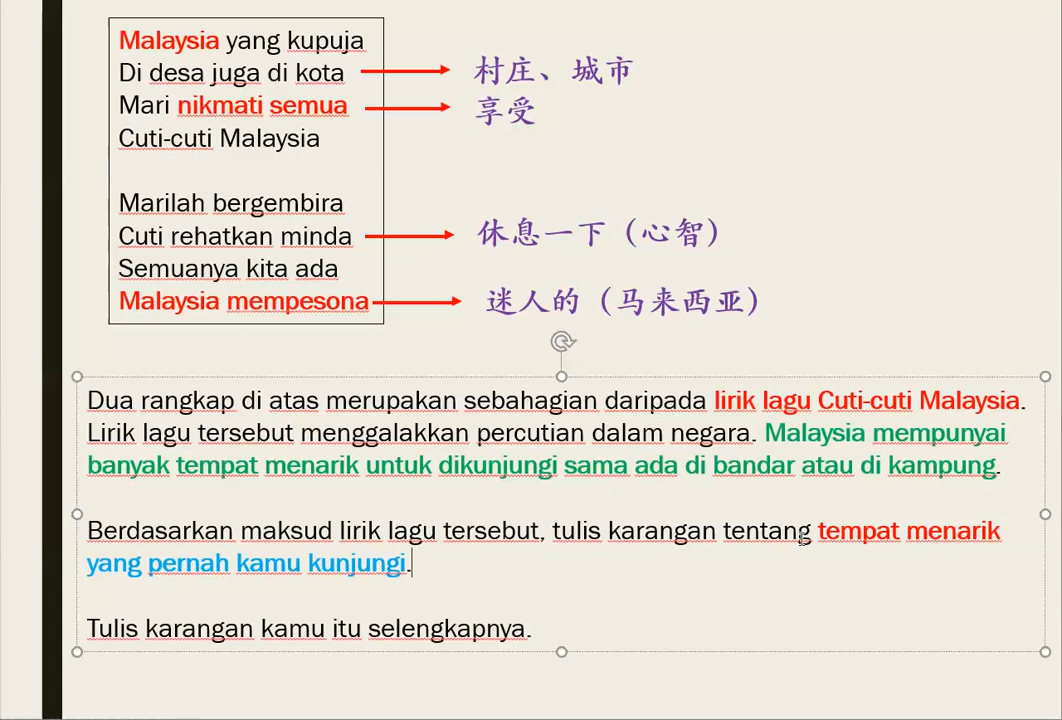 Malaysia yang kupuja
Di desa juga di kota
村庄、城市
Mari nikmati semua
享受
Cuti-cuti Malaysia
Marilah bergembira
Cuti rehatkan minda
休息一下（心智）
Semuanya kita ada
Malaysia mempesona
迷人的（马来西亚）
Dua rangkap di atas merupakan sebahagian daripada lirik lagu Cuti-cuti Malaysia.
Lirik lagu tersebut menggalakkan percutian dalam negara. Malaysia mempunyai
banyak tempat menarik untuk dikunjungi sama ada di bandar atau di kampung.
Berdasarkan maksud lirik lagu tersebut, tulis karangan tentang tempat menarik
yang pernah kamu kunjungi.
Tulis karangan kamu itu selengkapnya.